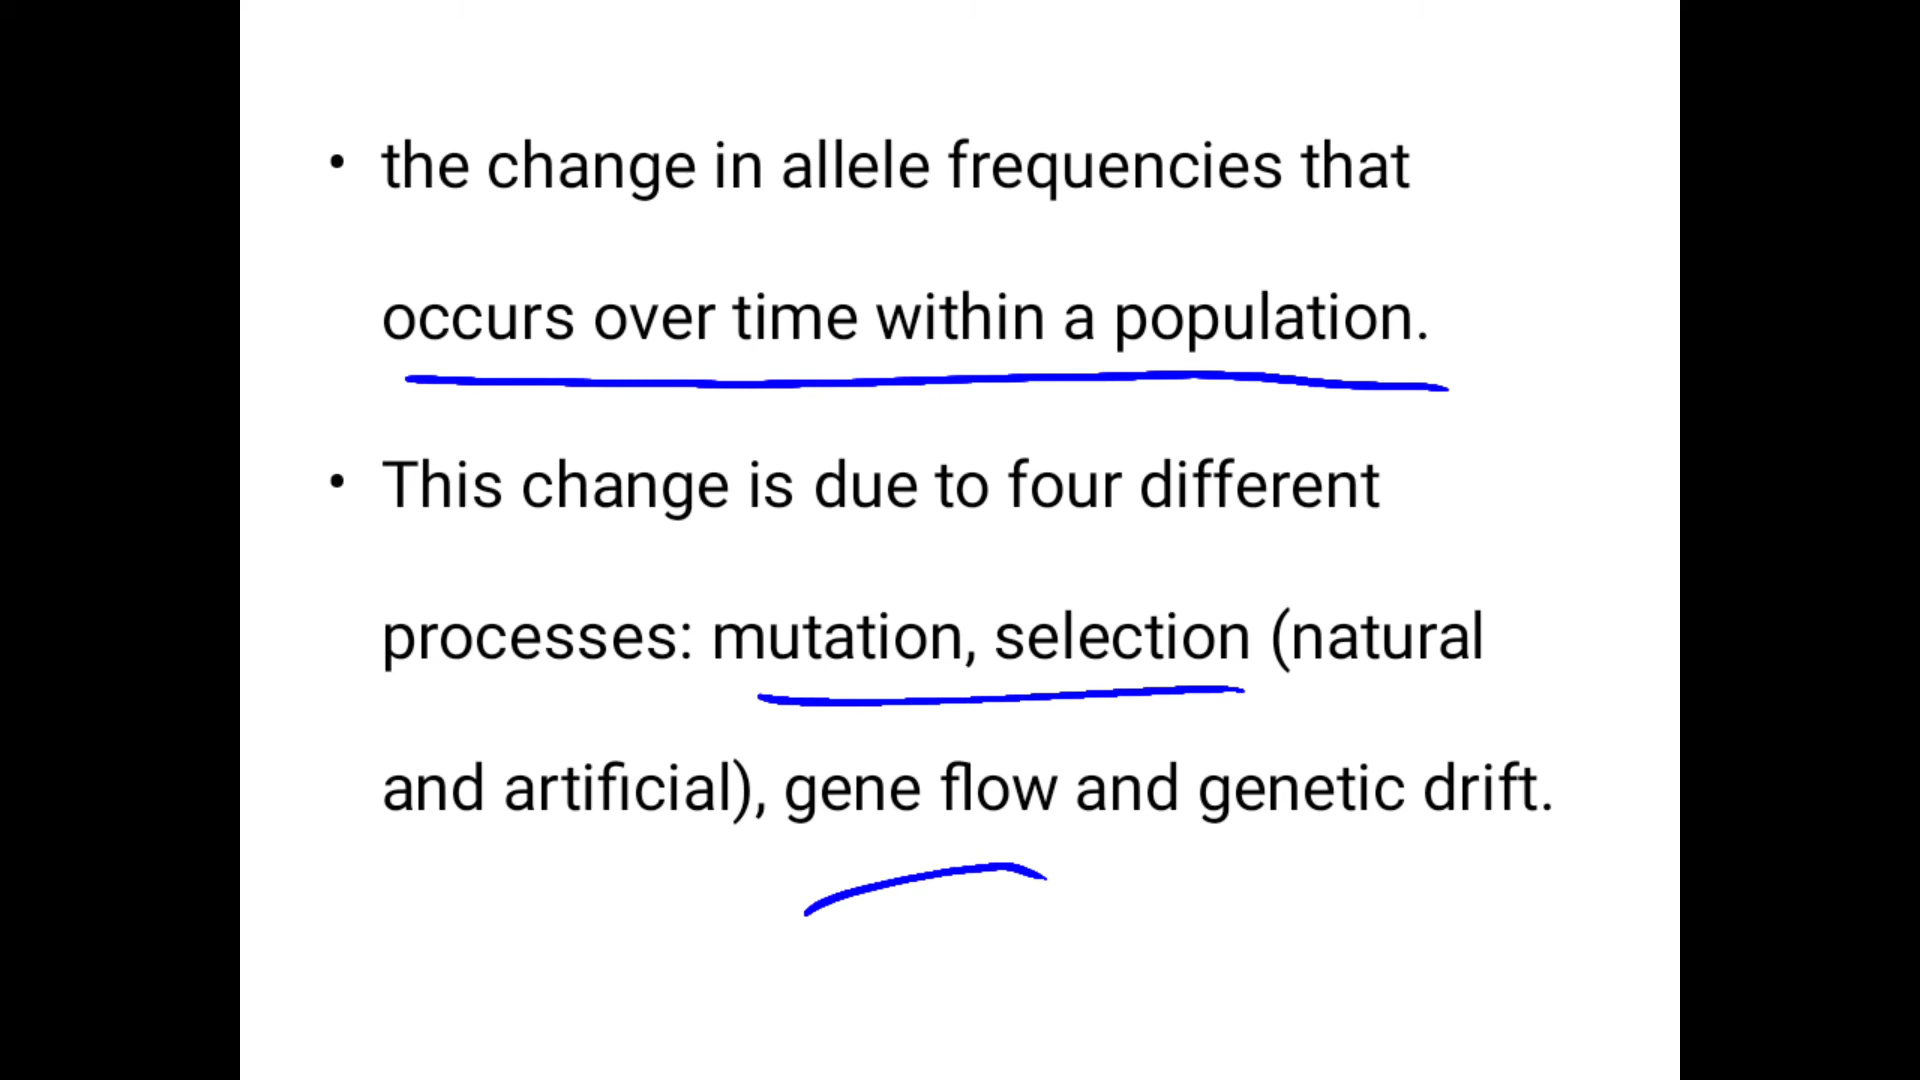 • the change in allele frequencies that
occurs over time within a population.
• This change is due to four different
processes: mutation, selection (natural
and artificial), gene flow and genetic drift.